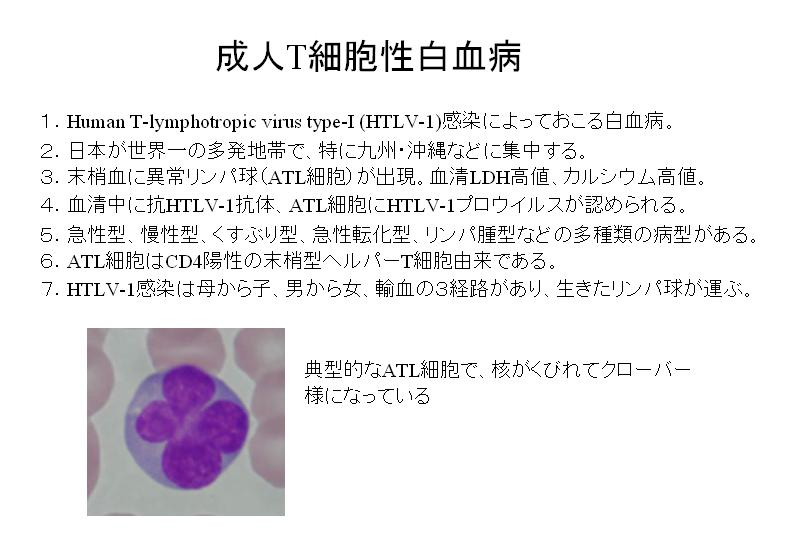 成人T細胞性白血病
１．Human T-lymphotropic virus type-I (HTLV-1)感染によっておこる白血病。
２．日本が世界一の多発地帯で、特に九州・沖縄などに集中する。
３．末梢血に異常リンパ球（ATL細胞）が出現。血清LDH高値、カルシウム高値。
４．血清中に抗HTLV-1抗体、ATL細胞にHTLV-1プロウイルスが認められる。
５．急性型、慢性型、くすぶり型、急性転化型、リンパ腫型などの多種類の病型がある。
６．ATL細胞はCD4陽性の末梢型ヘルパーT細胞由来である。
７．HTLV-1感染は母から子、男から女、輸血の３経路があり、生きたリンパ球が運ぶ。
典型的なATL細胞で、核がくびれてクローバー
様になっている